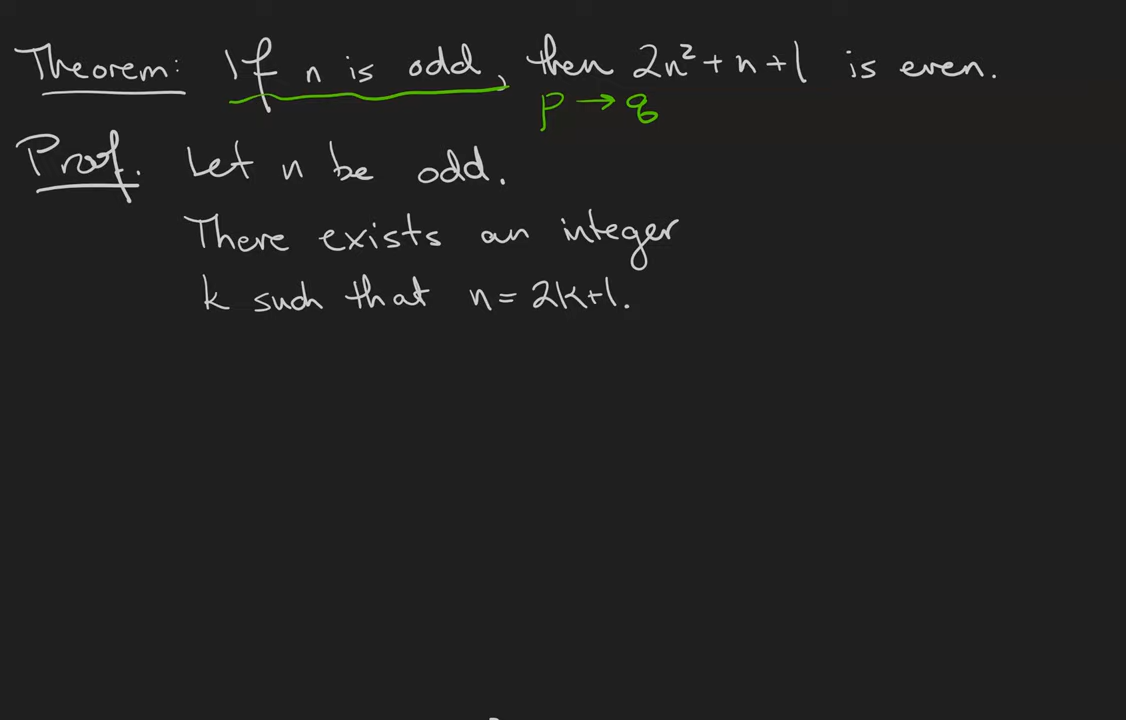 Theorem: If n is odd, then 2n²+n+1 is even.
p → q
Proof. Let n be odd.
There exists an integer
k such that n = 2k+1.